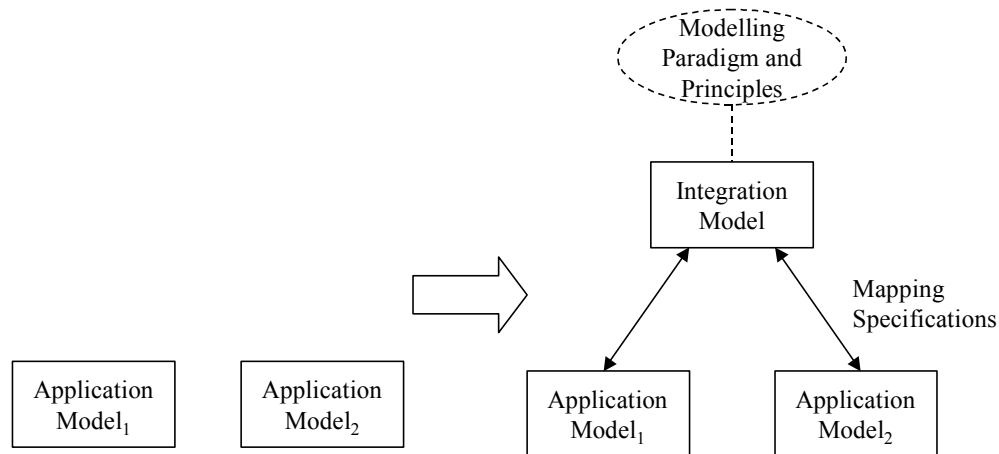 Modelling
Paradigm and
Principles
Integration
Model
Mapping
Specifications
Application
Model₁
Application
Model₂
Application
Model₁
Application
Model₂